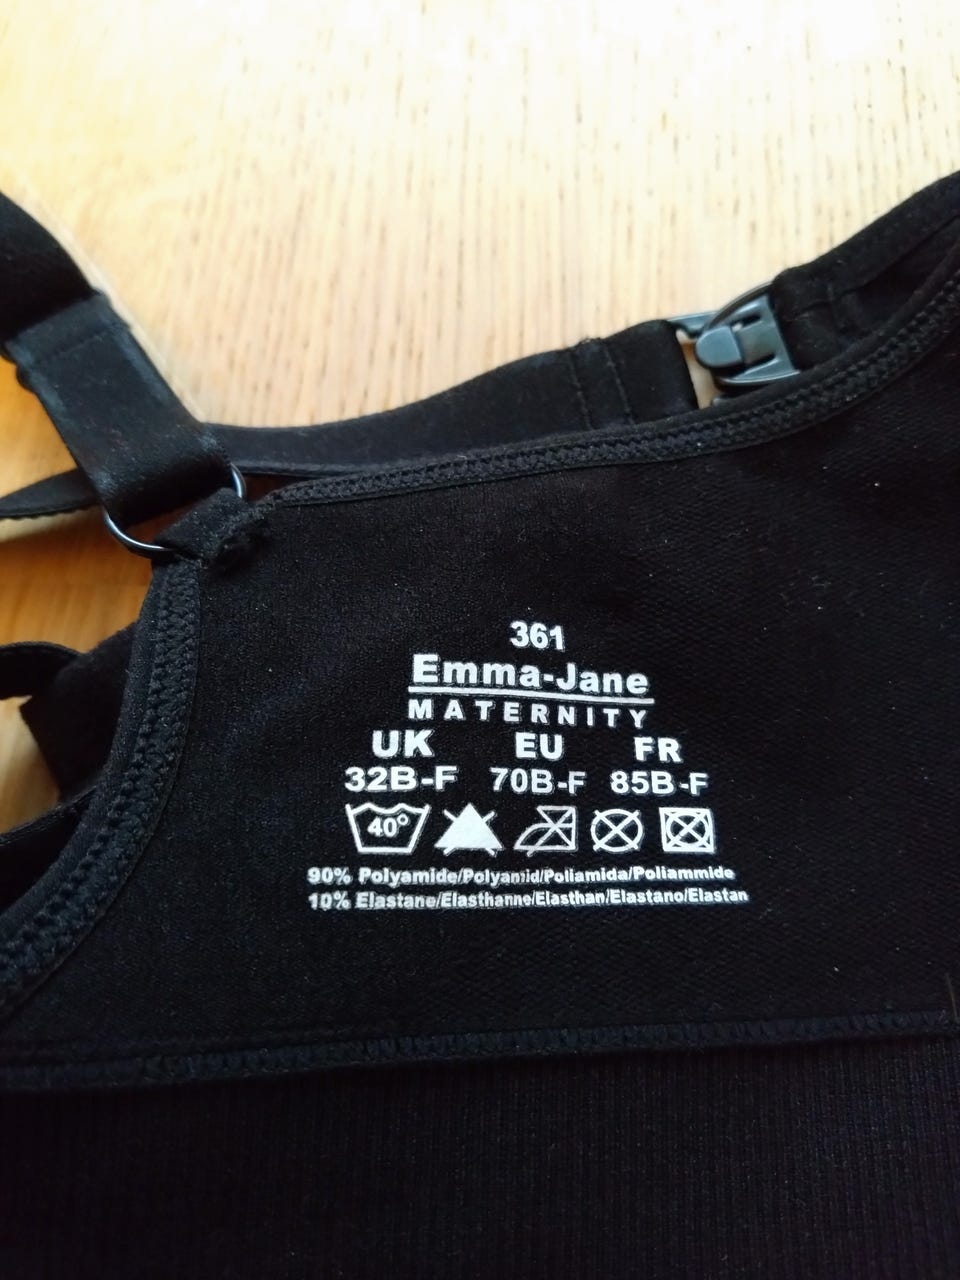 361
Emma-Jane
MATERNITY
UK EU FR
32B-F 70B-F 85B-F
40°
90% Polyamide/Polyamid/Poliamida/Poliammide
10% Elastane/Elasthanne/Elasthan/Elastano/Elastan